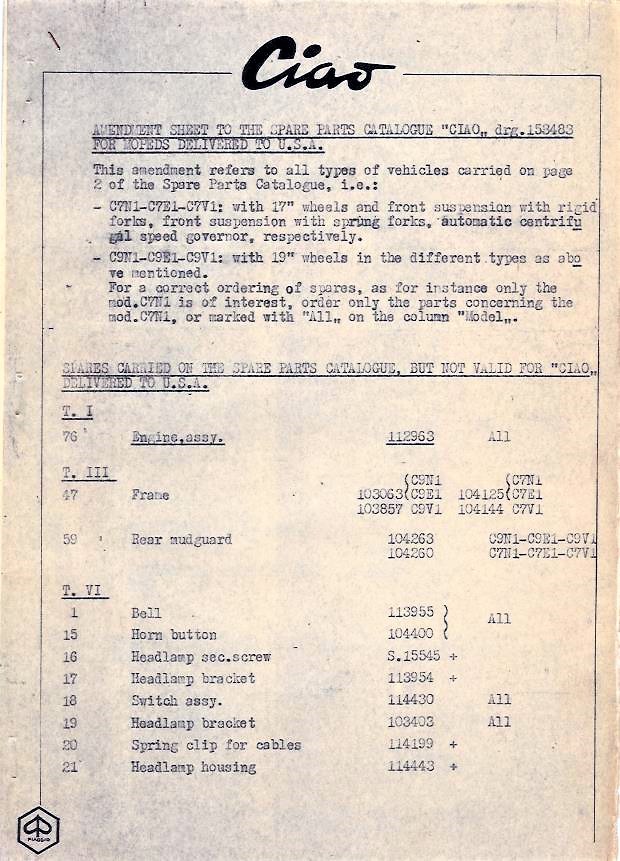 Ciao
AMENDMENT SHEET TO THE SPARE PARTS CATALOGUE "CIAO„ drg.153483
FOR MOPEDS DELIVERED TO U.S.A.
This amendment refers to all types of vehicles carried on page
2 of the Spare Parts Catalogue, i.e.:
- C7N1-C7E1-C7V1: with 17" wheels and front suspension with rigid
forks, front suspension with spring forks, automatic centrifu
gal speed governor, respectively.
- C9N1-C9E1-C9V1: with 19" wheels in the different types as abo
ve mentioned.
For a correct ordering of spares, as for instance only the
mod.C7N1 is of interest, order only the parts concerning the
mod.C7N1, or marked with "All„ on the column "Model„.
SPARES CARRIED ON THE SPARE PARTS CATALOGUE, BUT NOT VALID FOR "CIAO„
DELIVERED TO U.S.A.
T. I
76 Engine,assy. 112963 All
T. III
(C9N1 (C7N1
47 Frame 103063(C9E1 104125(C7E1
103857 C9V1 104144 C7V1
59 Rear mudguard 104263 C9N1-C9E1-C9V1
104260 C7N1-C7E1-C7V1
T. VI
1 Bell 113955 } All
15 Horn button 104400
16 Headlamp sec.screw S.15545 +
17 Headlamp bracket 113954 +
18 Switch assy. 114430 All
19 Headlamp bracket 103403 All
20 Spring clip for cables 114199 +
21 Headlamp housing 114443 +
PIAGGIO